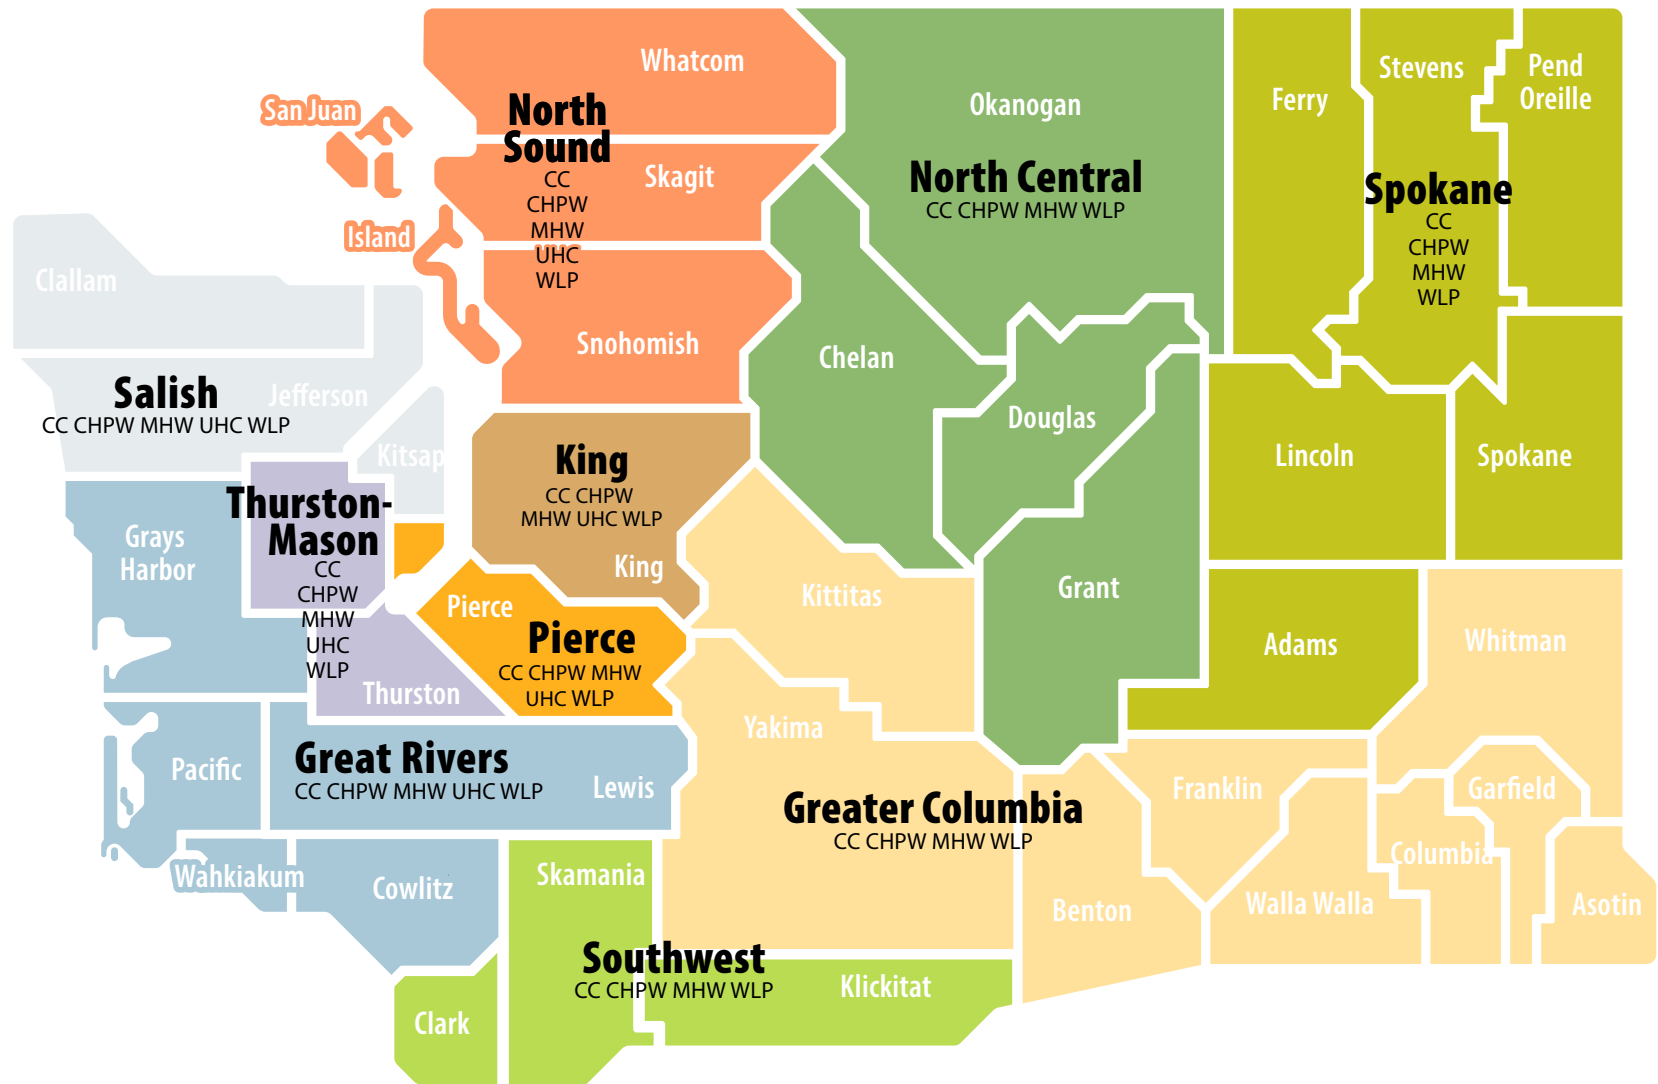 Whatcom
San Juan
North
Sound
CC
CHPW
MHW
UHC
WLP
Skagit
Island
Snohomish
Okanogan
North Central
CC CHPW MHW WLP
Chelan
Douglas
Grant
Ferry
Stevens
Pend
Oreille
Spokane
CC
CHPW
MHW
WLP
Lincoln
Spokane
Adams
Clallam
Salish
CC CHPW MHW UHC WLP
Jefferson
Kitsap
King
CC CHPW
MHW UHC WLP
King
Thurston-
Mason
CC
CHPW
MHW
UHC
WLP
Thurston
Grays
Harbor
Pierce
Pierce
CC CHPW MHW
UHC WLP
Pacific
Great Rivers
CC CHPW MHW UHC WLP
Lewis
Wahkiakum
Cowlitz
Kittitas
Yakima
Greater Columbia
CC CHPW MHW WLP
Benton
Franklin
Walla Walla
Columbia
Garfield
Asotin
Whitman
Skamania
Southwest
CC CHPW MHW WLP
Klickitat
Clark